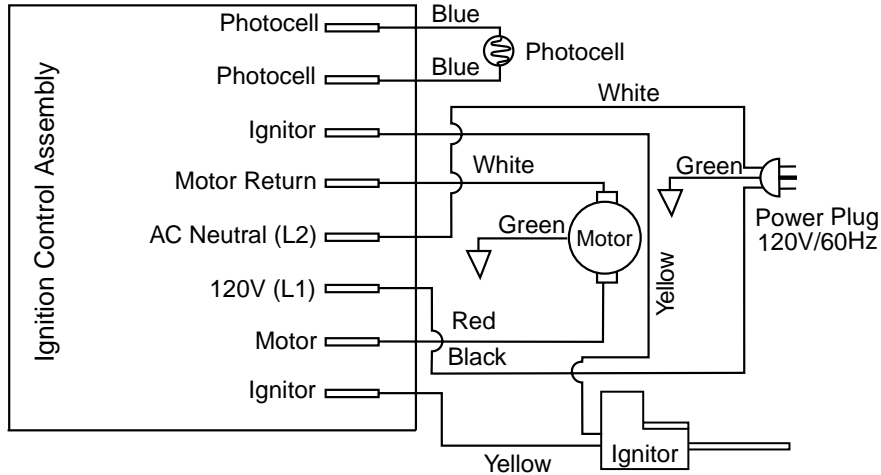 Ignition Control Assembly
Photocell
Photocell
Ignitor
Motor Return
AC Neutral (L2)
120V (L1)
Motor
Ignitor
Blue
Blue
Photocell
White
White
Green
Green
Motor
Power Plug
120V/60Hz
Yellow
Red
Black
Yellow
Ignitor